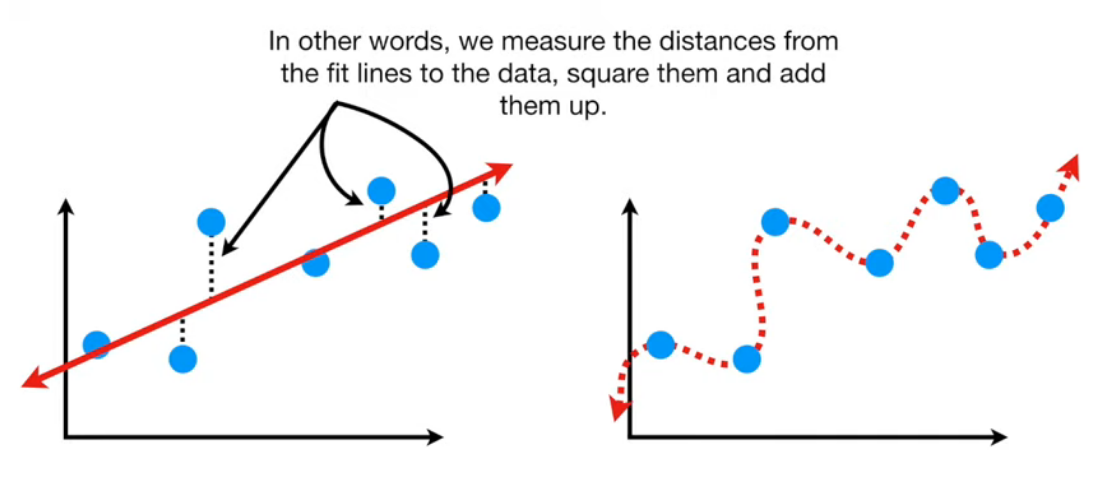 In other words, we measure the distances from
the fit lines to the data, square them and add
them up.